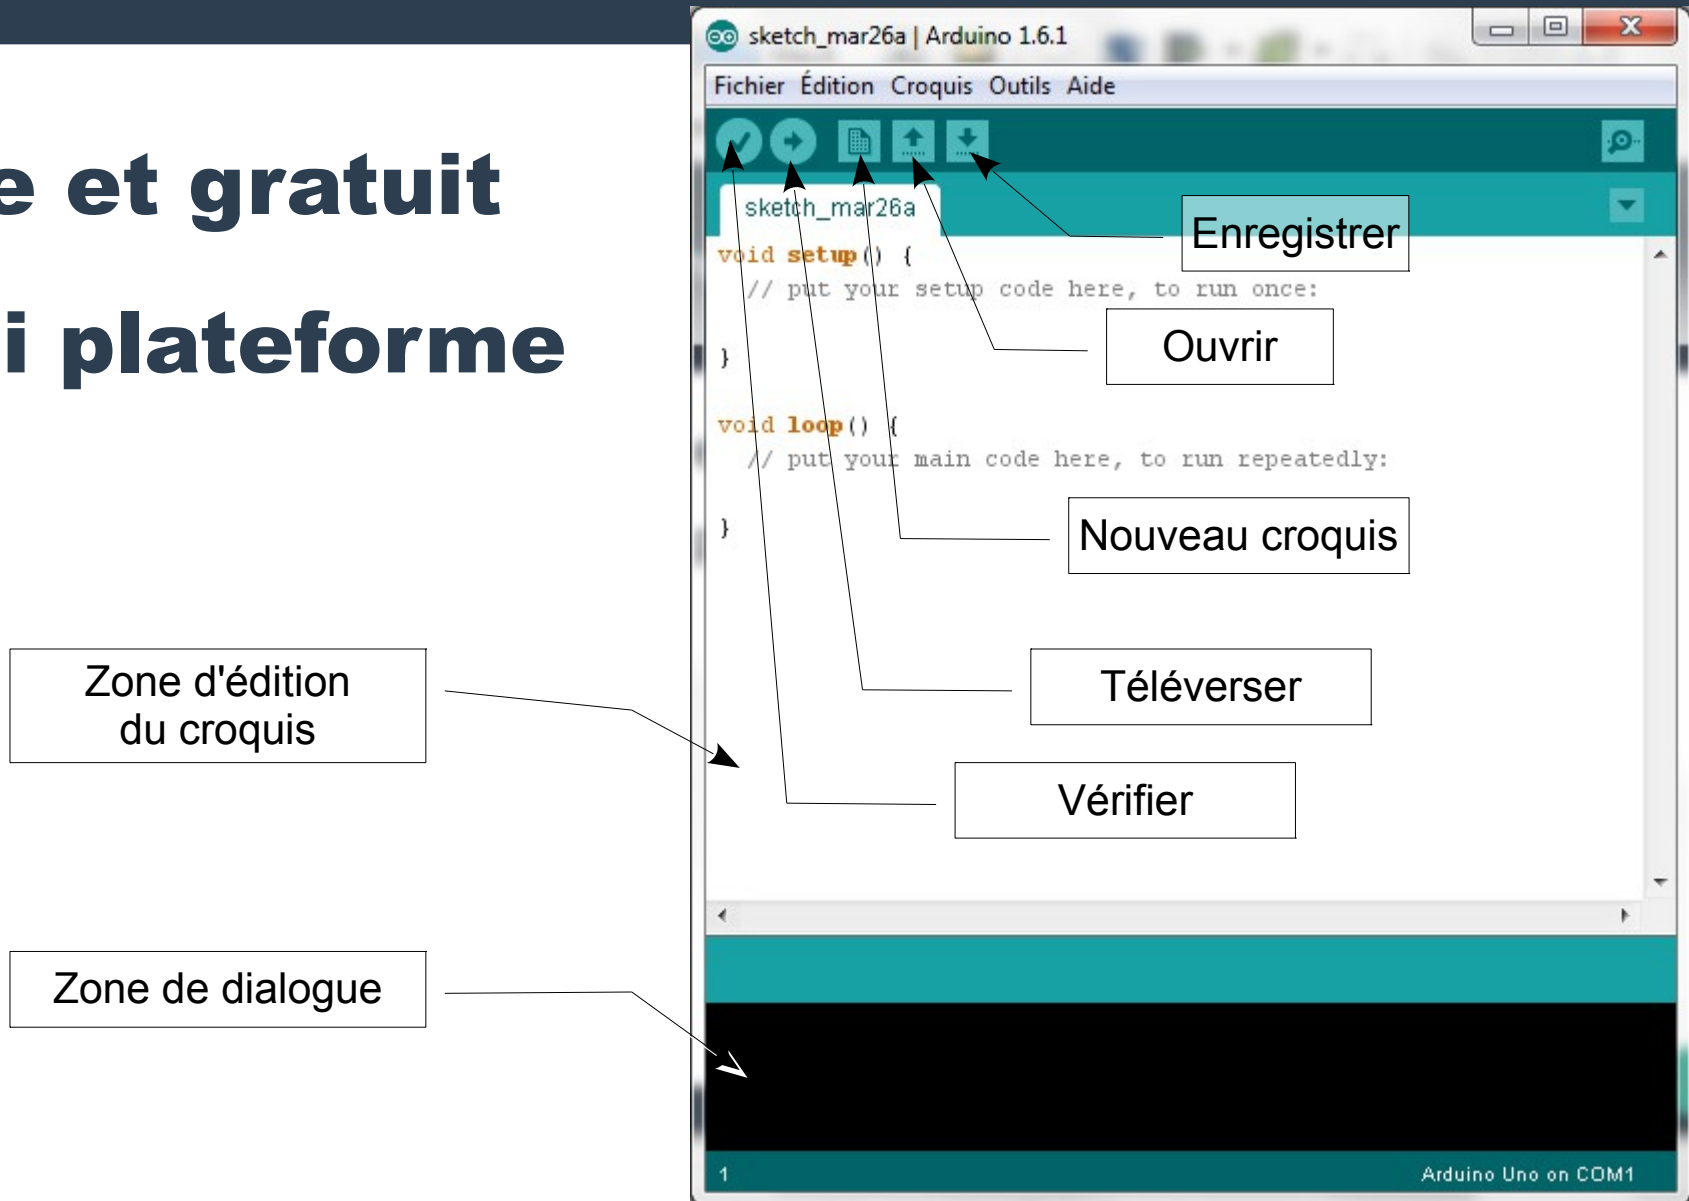 e et gratuit
i plateforme
Zone d'édition
du croquis
Zone de dialogue
sketch_mar26a | Arduino 1.6.1
Fichier Édition Croquis Outils Aide
sketch_mar26a
Enregistrer
void setup() {
// put your setup code here, to run once:
Ouvrir
}
void loop() {
// put your main code here, to run repeatedly:
Nouveau croquis
}
Téléverser
Vérifier
1
Arduino Uno on COM1